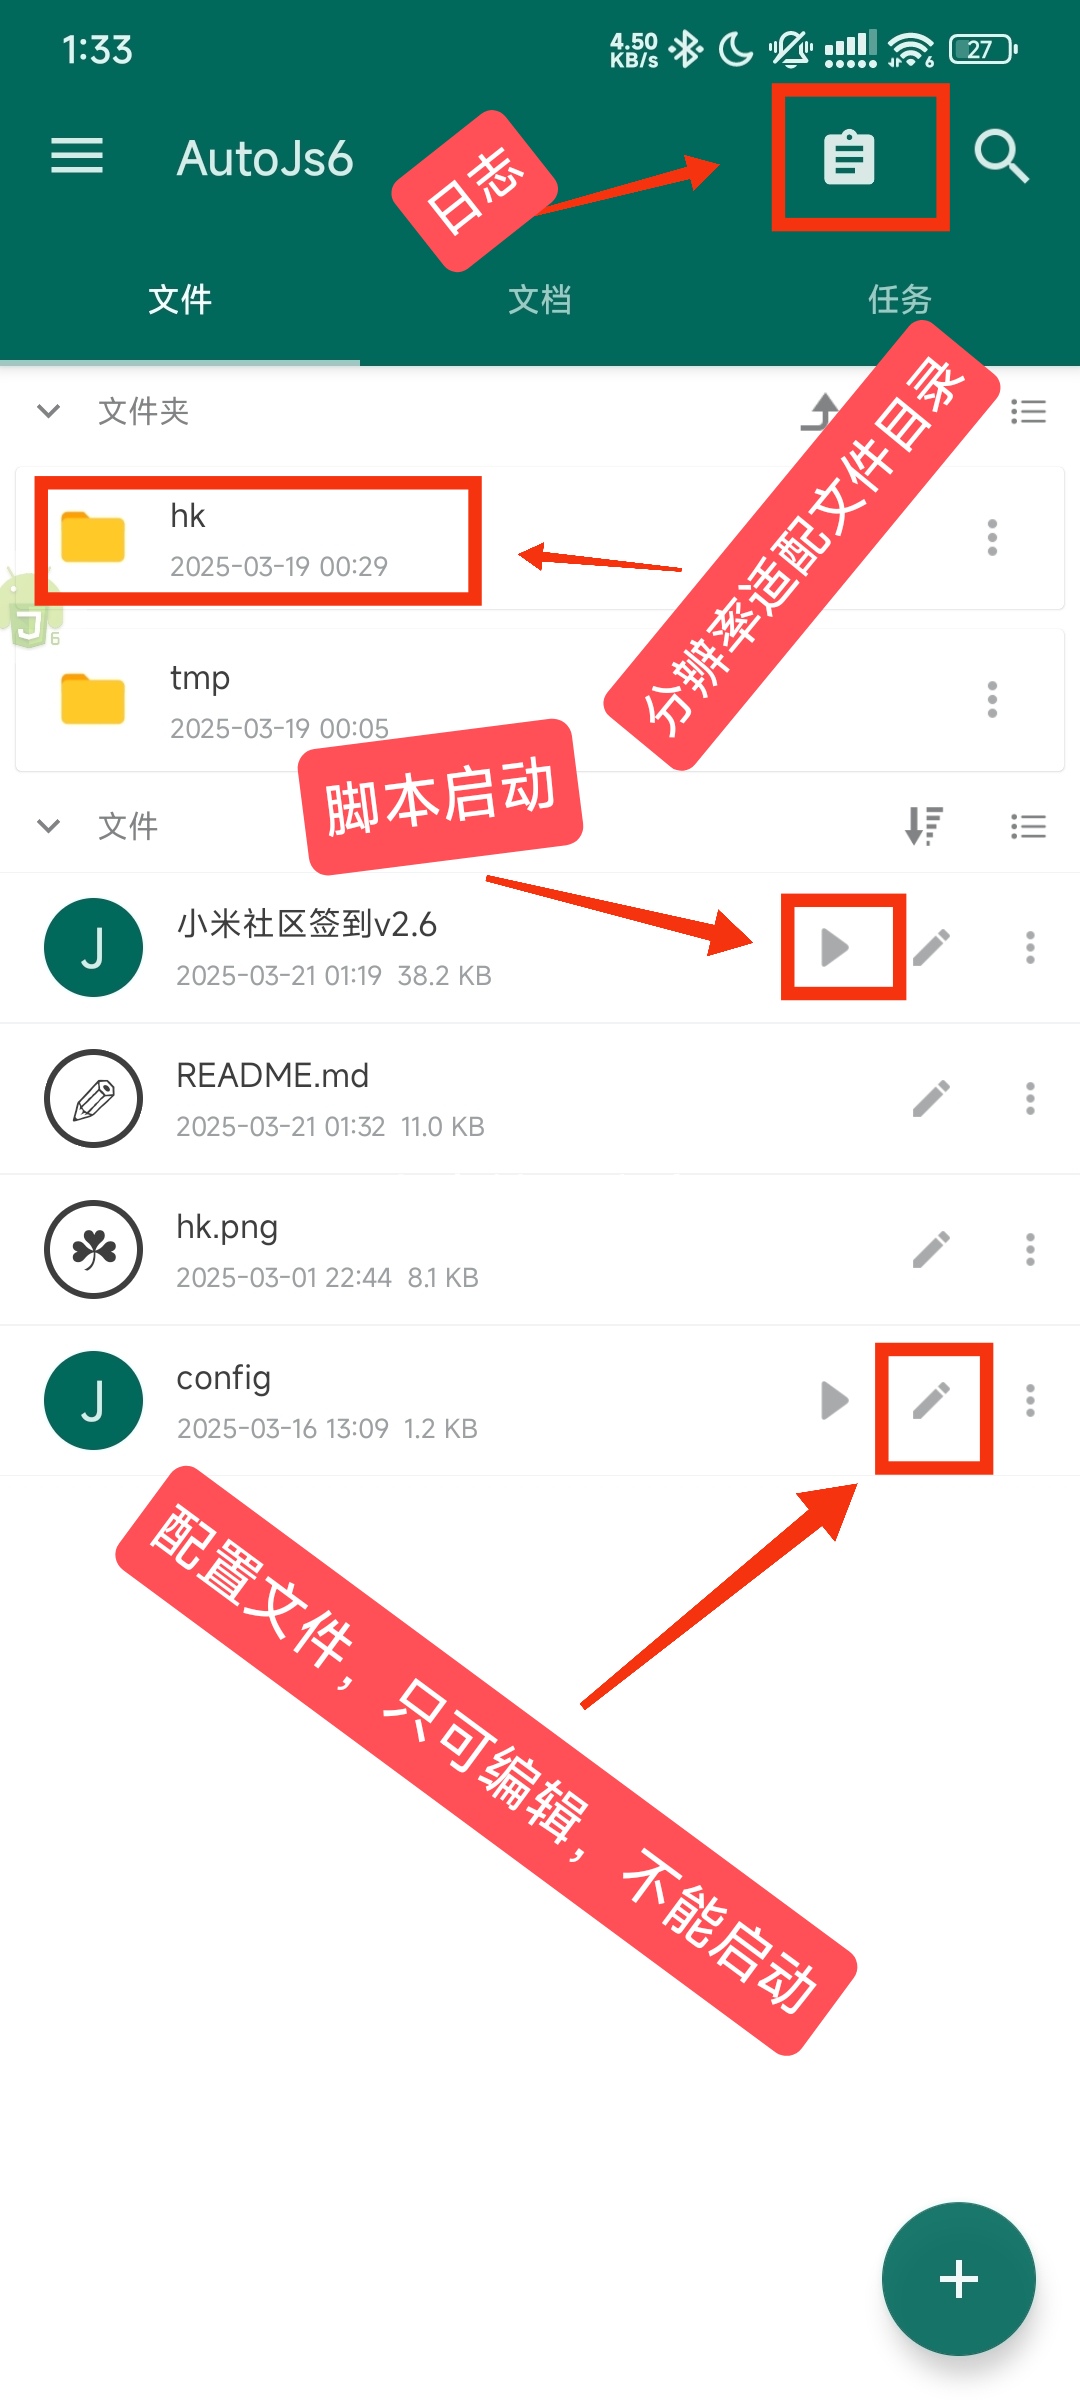 1:33
4.50
KB/s
6
27
AutoJs6
日志
文件
文档
任务
文件夹
分辨率适配文件目录
hk
2025-03-19 00:29
J
6
tmp
2025-03-19 00:05
脚本启动
文件
J
小米社区签到v2.6
2025-03-21 01:19 38.2 KB
README.md
2025-03-21 01:32 11.0 KB
hk.png
2025-03-01 22:44 8.1 KB
J
config
2025-03-16 13:09 1.2 KB
配置文件，只可编辑，不能启动